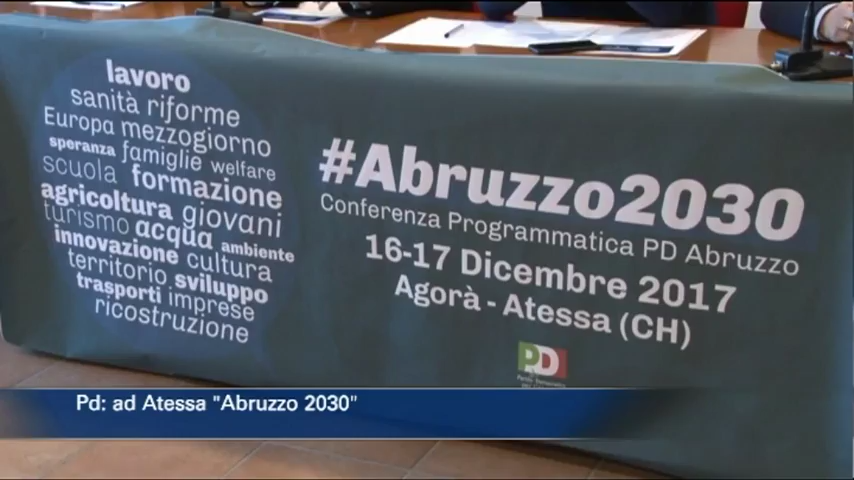 lavoro
sanità riforme
Europa mezzogiorno
speranza famiglie welfare
scuola formazione
agricoltura giovani
turismo acqua ambiente
innovazione cultura
territorio sviluppo
trasporti imprese
ricostruzione
#Abruzzo2030
Conferenza Programmatica PD Abruzzo
16-17 Dicembre 2017
Agorà - Atessa (CH)
PD
Partito Democratico
Pd: ad Atessa "Abruzzo 2030"